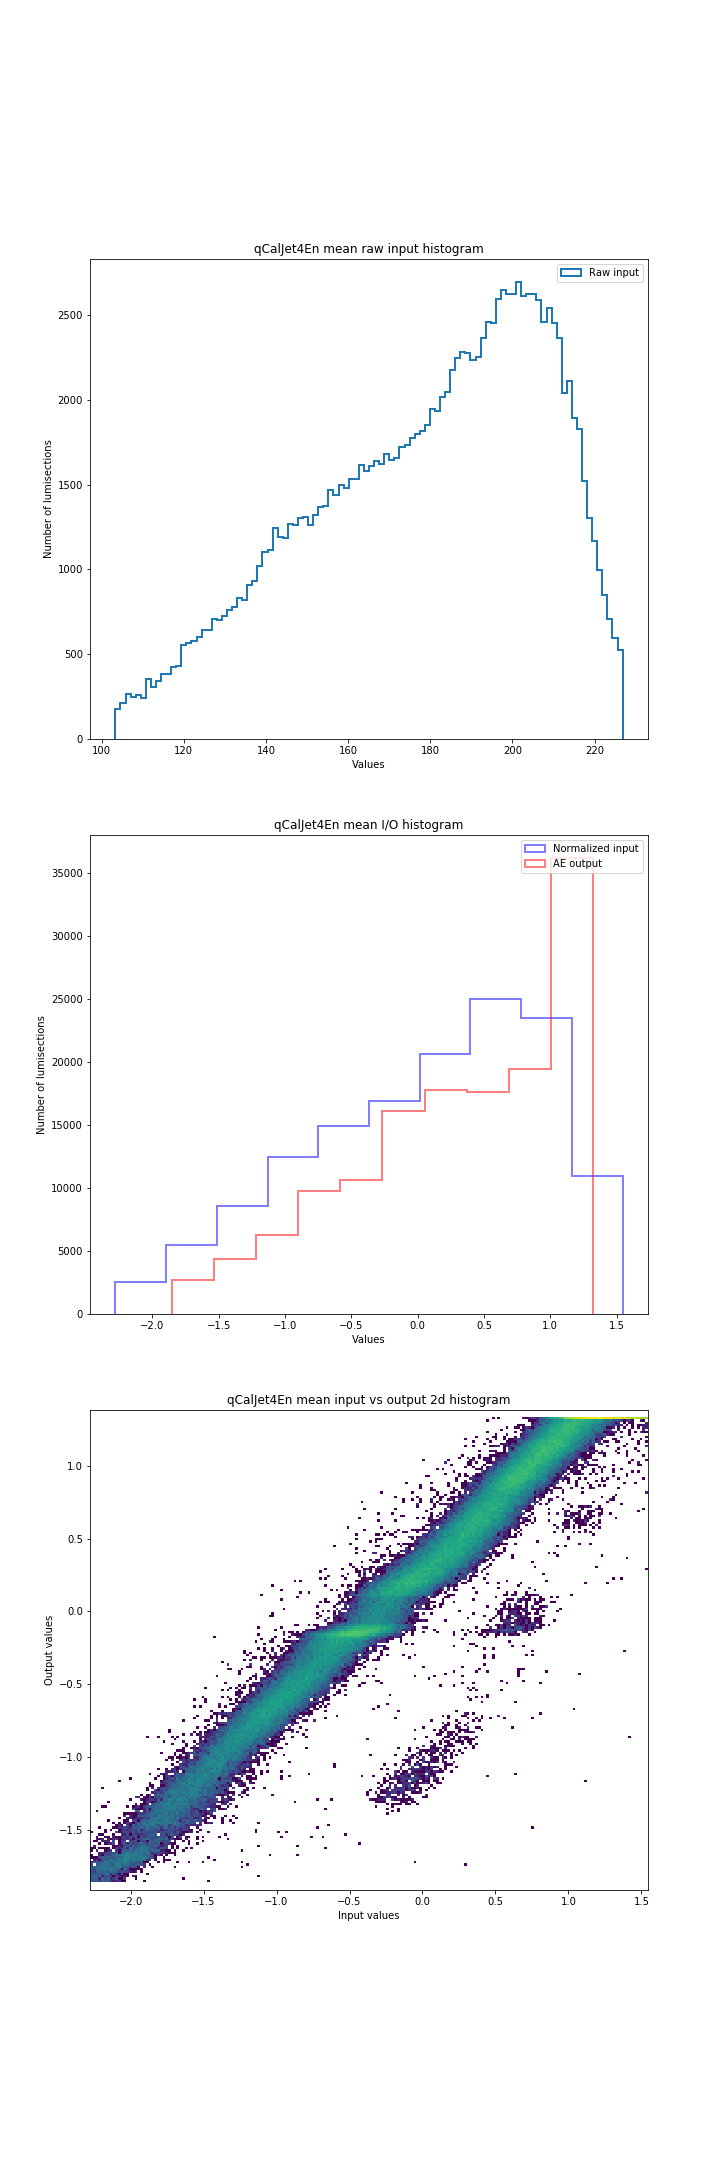 qCalJet4En mean raw input histogram
Raw input
2500
2000
1500
1000
500
0
Number of lumisections
100 120 140 160 180 200 220
Values
qCalJet4En mean I/O histogram
Normalized input
AE output
35000
30000
25000
20000
15000
10000
5000
0
Number of lumisections
−2.0 −1.5 −1.0 −0.5 0.0 0.5 1.0 1.5
Values
qCalJet4En mean input vs output 2d histogram
1.0
0.5
0.0
−0.5
−1.0
−1.5
Output values
−2.0 −1.5 −1.0 −0.5 0.0 0.5 1.0 1.5
Input values